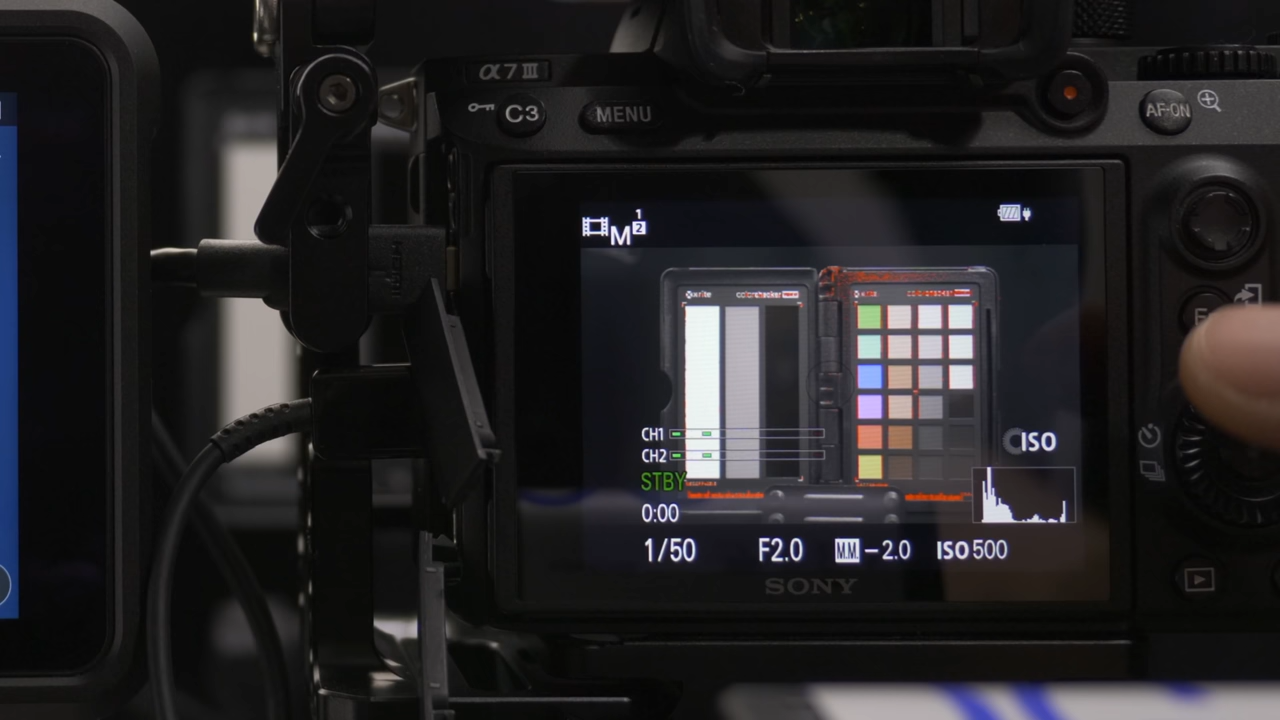 α7III
C3
MENU
AF-ON
M
1
2
x-rite colorchecker
HDMI
CH1
CH2
ISO
STBY
0:00
1/50 F2.0 M.M. -2.0 ISO 500
SONY